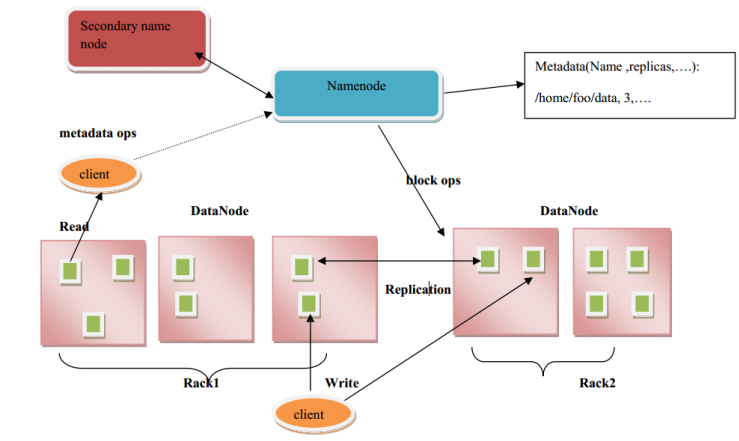 Secondary name
node
Namenode
Metadata(Name ,replicas,….):
/home/foo/data, 3,….
metadata ops
client
block ops
Read
DataNode
DataNode
Replication
Rack1
Write
Rack2
client